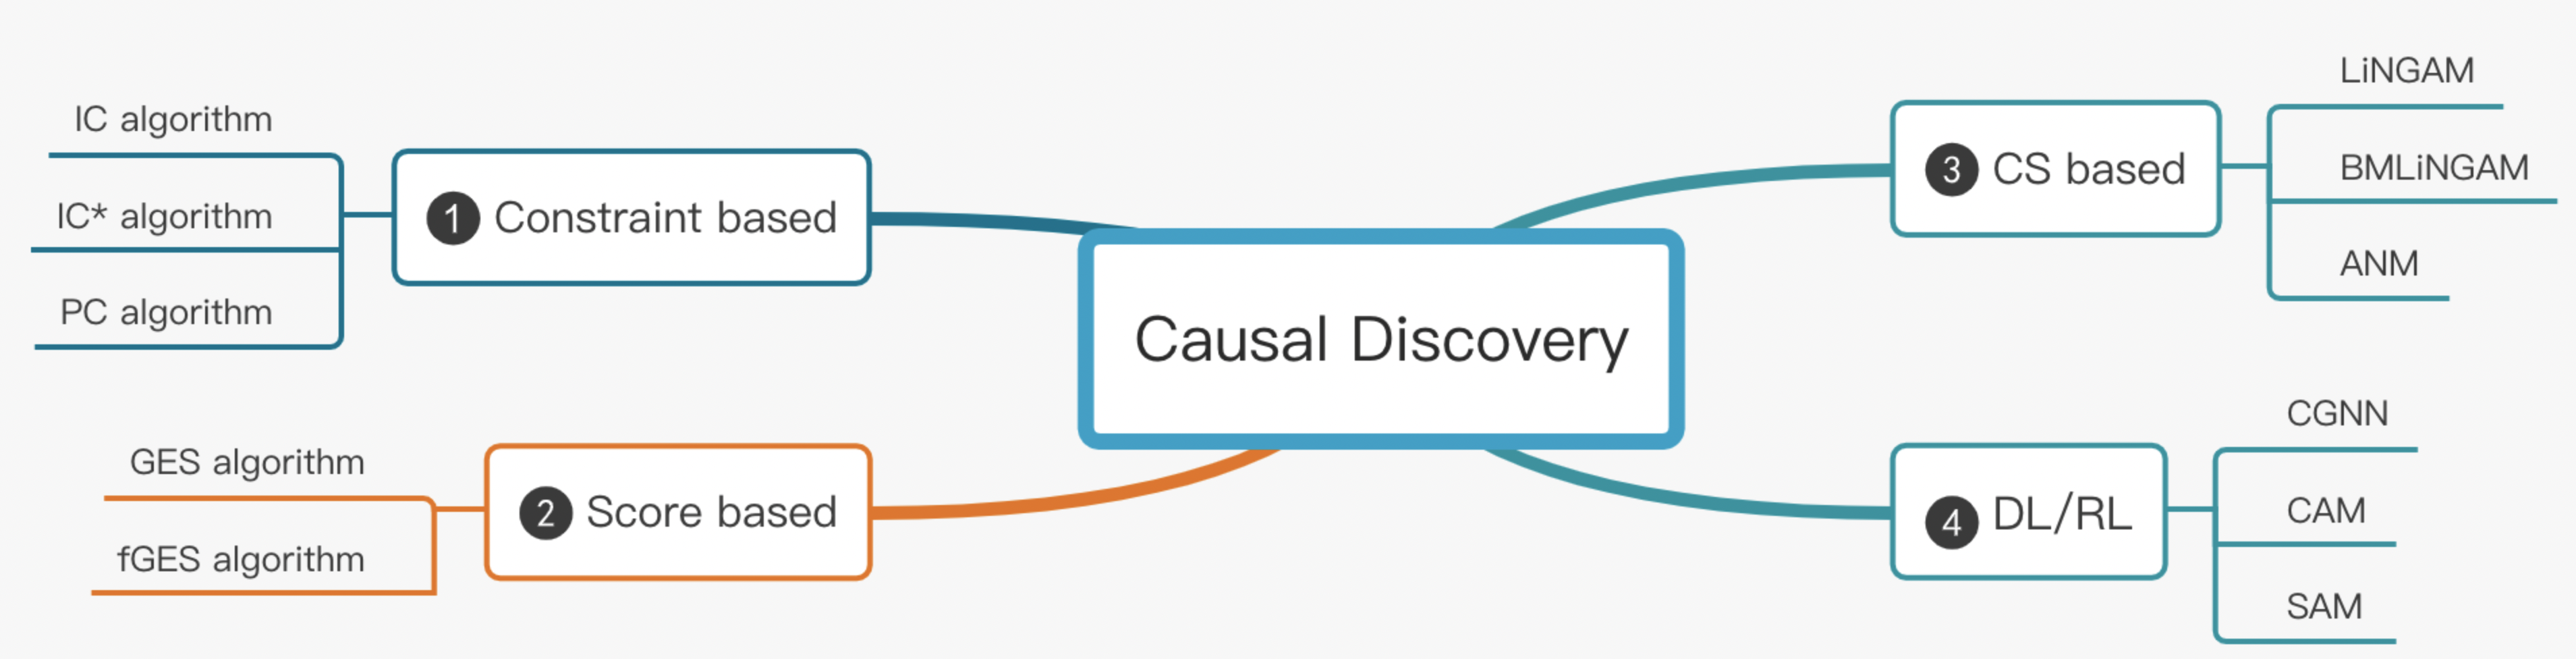 Causal Discovery
1 Constraint based
IC algorithm
IC* algorithm
PC algorithm
2 Score based
GES algorithm
fGES algorithm
3 CS based
LiNGAM
BMLiNGAM
ANM
4 DL/RL
CGNN
CAM
SAM